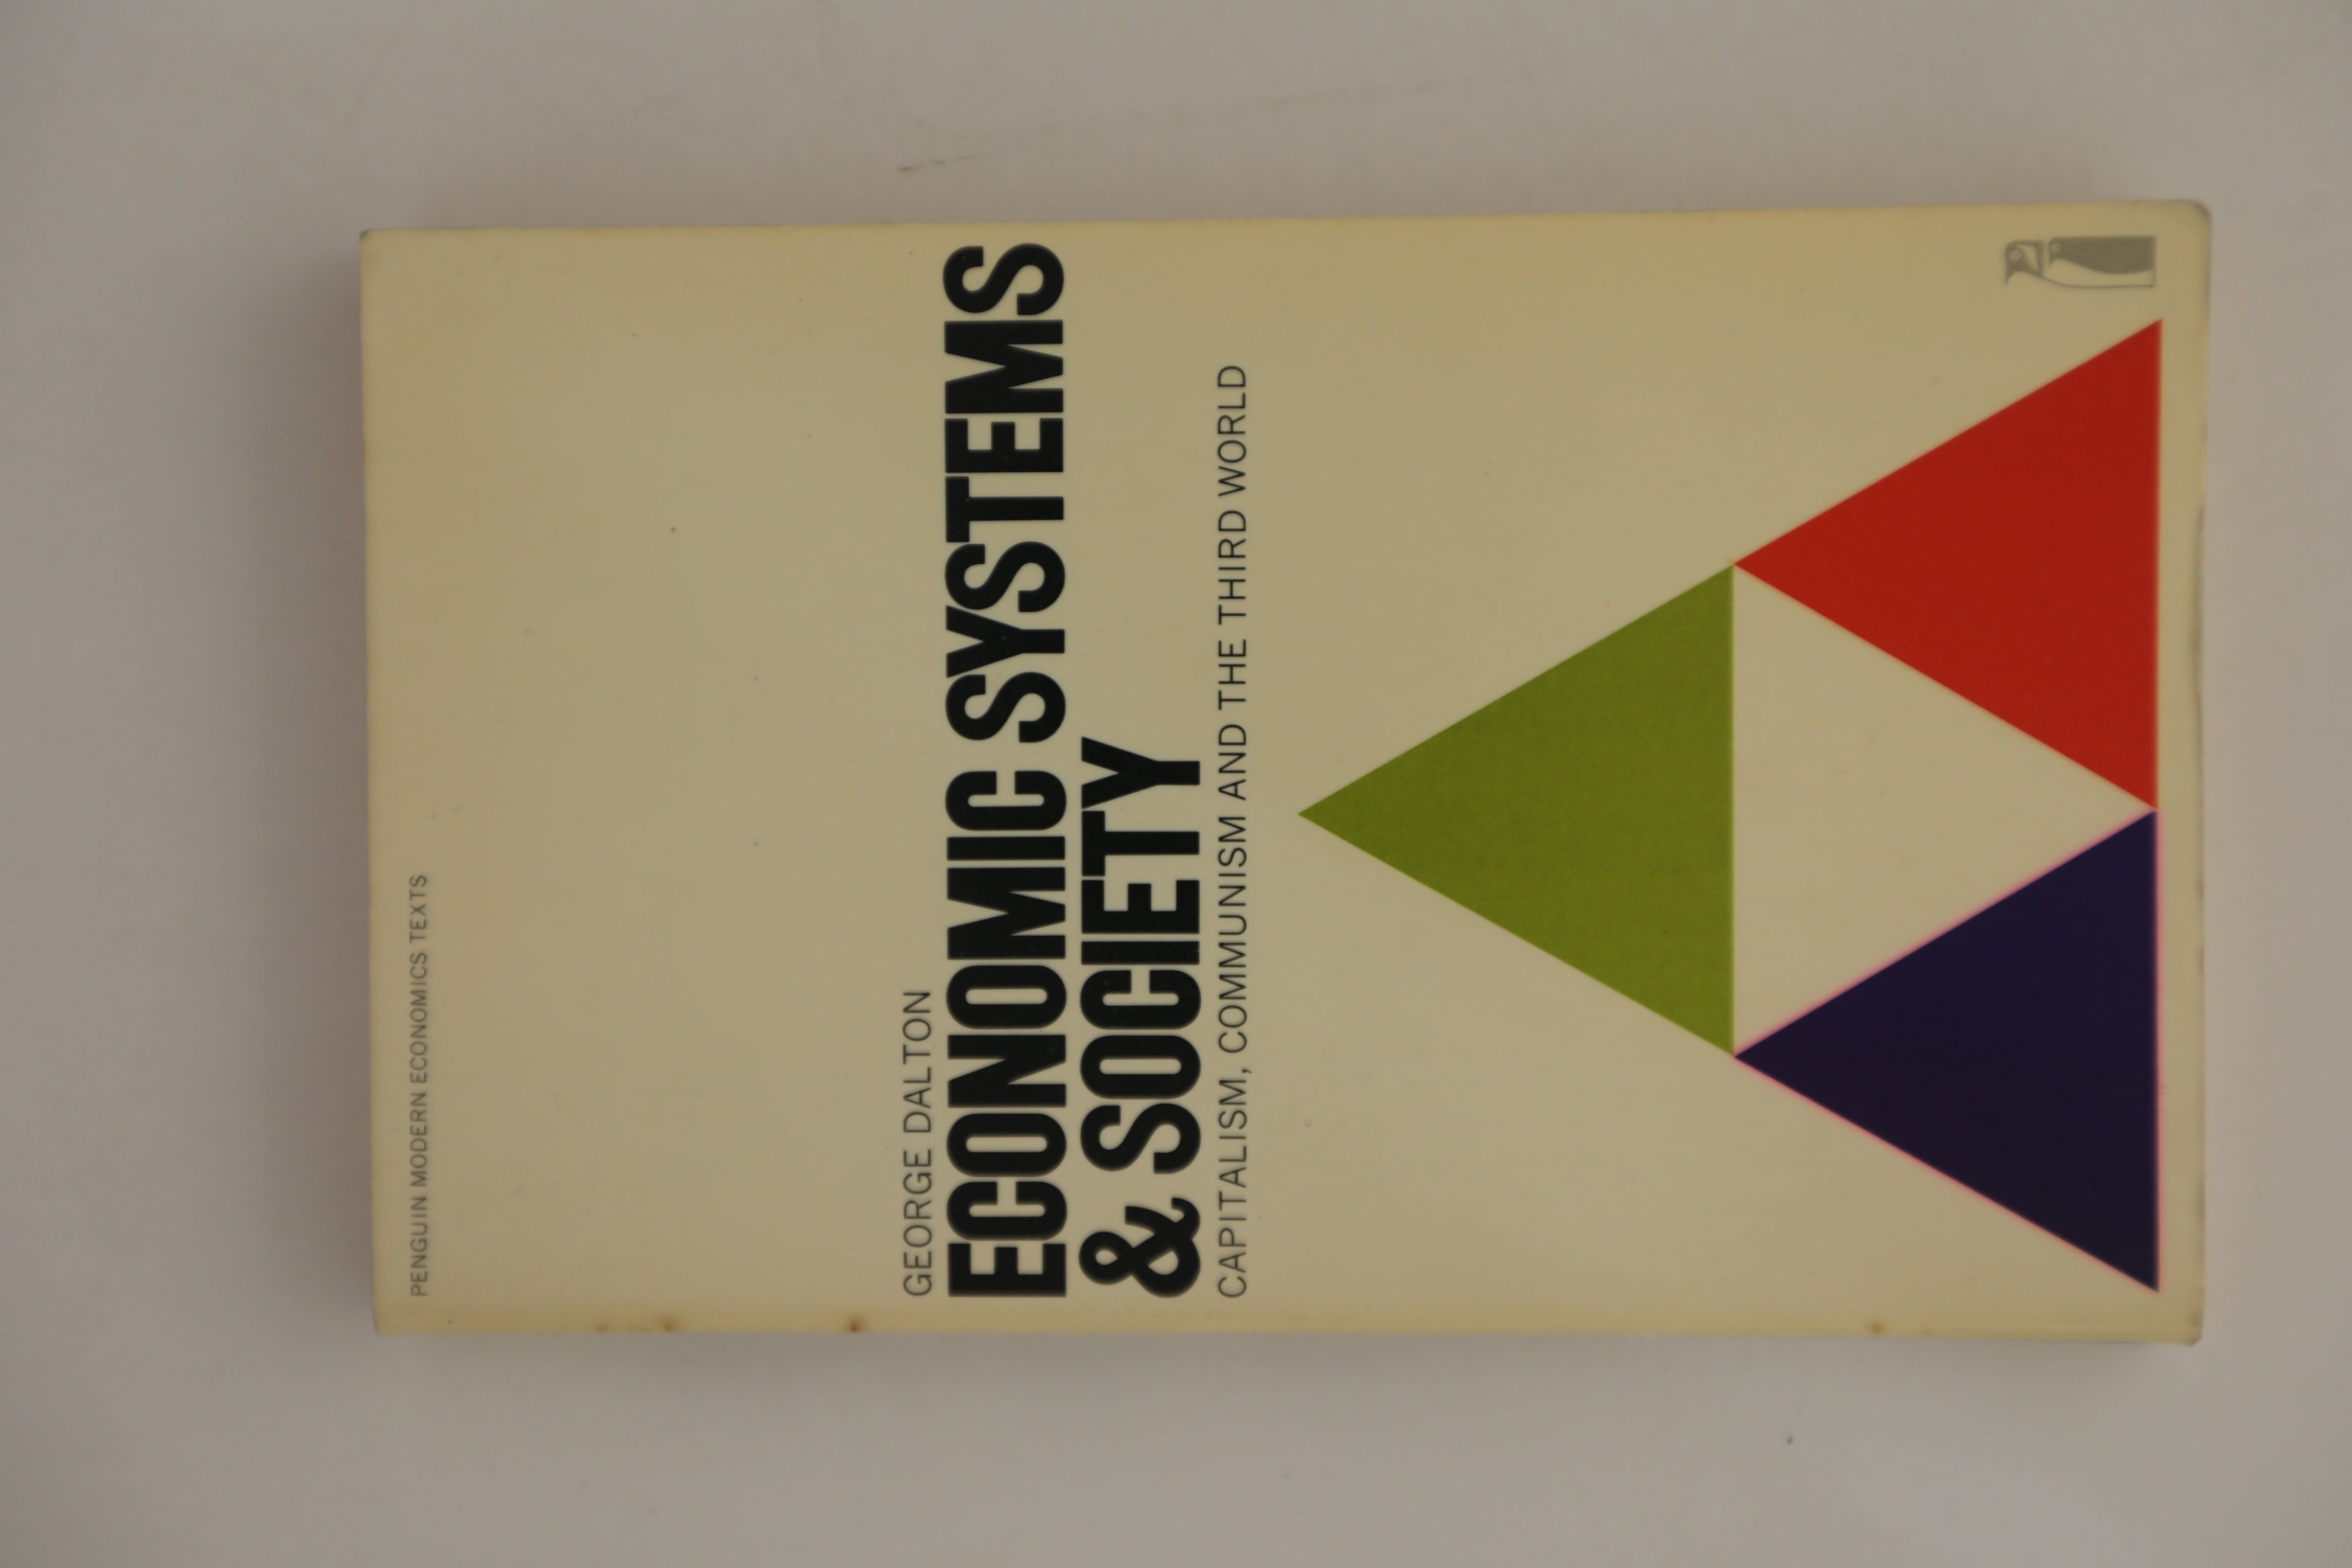 PENGUIN MODERN ECONOMICS TEXTS
GEORGE DALTON
ECONOMIC SYSTEMS
& SOCIETY
CAPITALISM, COMMUNISM AND THE THIRD WORLD